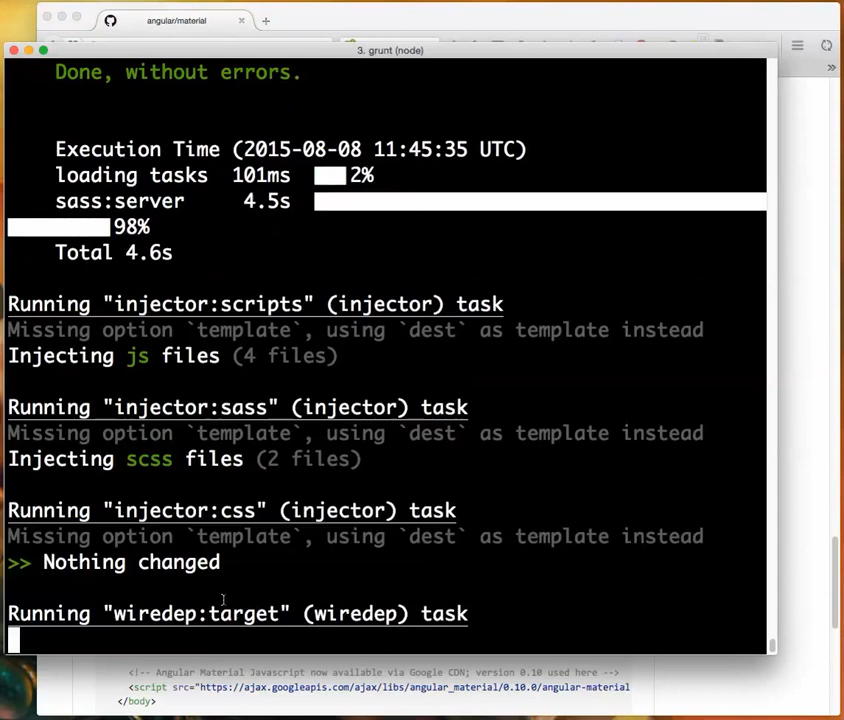 angular/material
3. grunt (node)
Done, without errors.
Execution Time (2015-08-08 11:45:35 UTC)
loading tasks 101ms 2%
sass:server 4.5s
98%
Total 4.6s
Running "injector:scripts" (injector) task
Missing option `template`, using `dest` as template instead
Injecting js files (4 files)
Running "injector:sass" (injector) task
Missing option `template`, using `dest` as template instead
Injecting scss files (2 files)
Running "injector:css" (injector) task
Missing option `template`, using `dest` as template instead
>> Nothing changed
Running "wiredep:target" (wiredep) task
<!-- Angular Material Javascript now available via Google CDN; version 0.10 used here -->
<script src="https://ajax.googleapis.com/ajax/libs/angular_material/0.10.0/angular-material
</body>